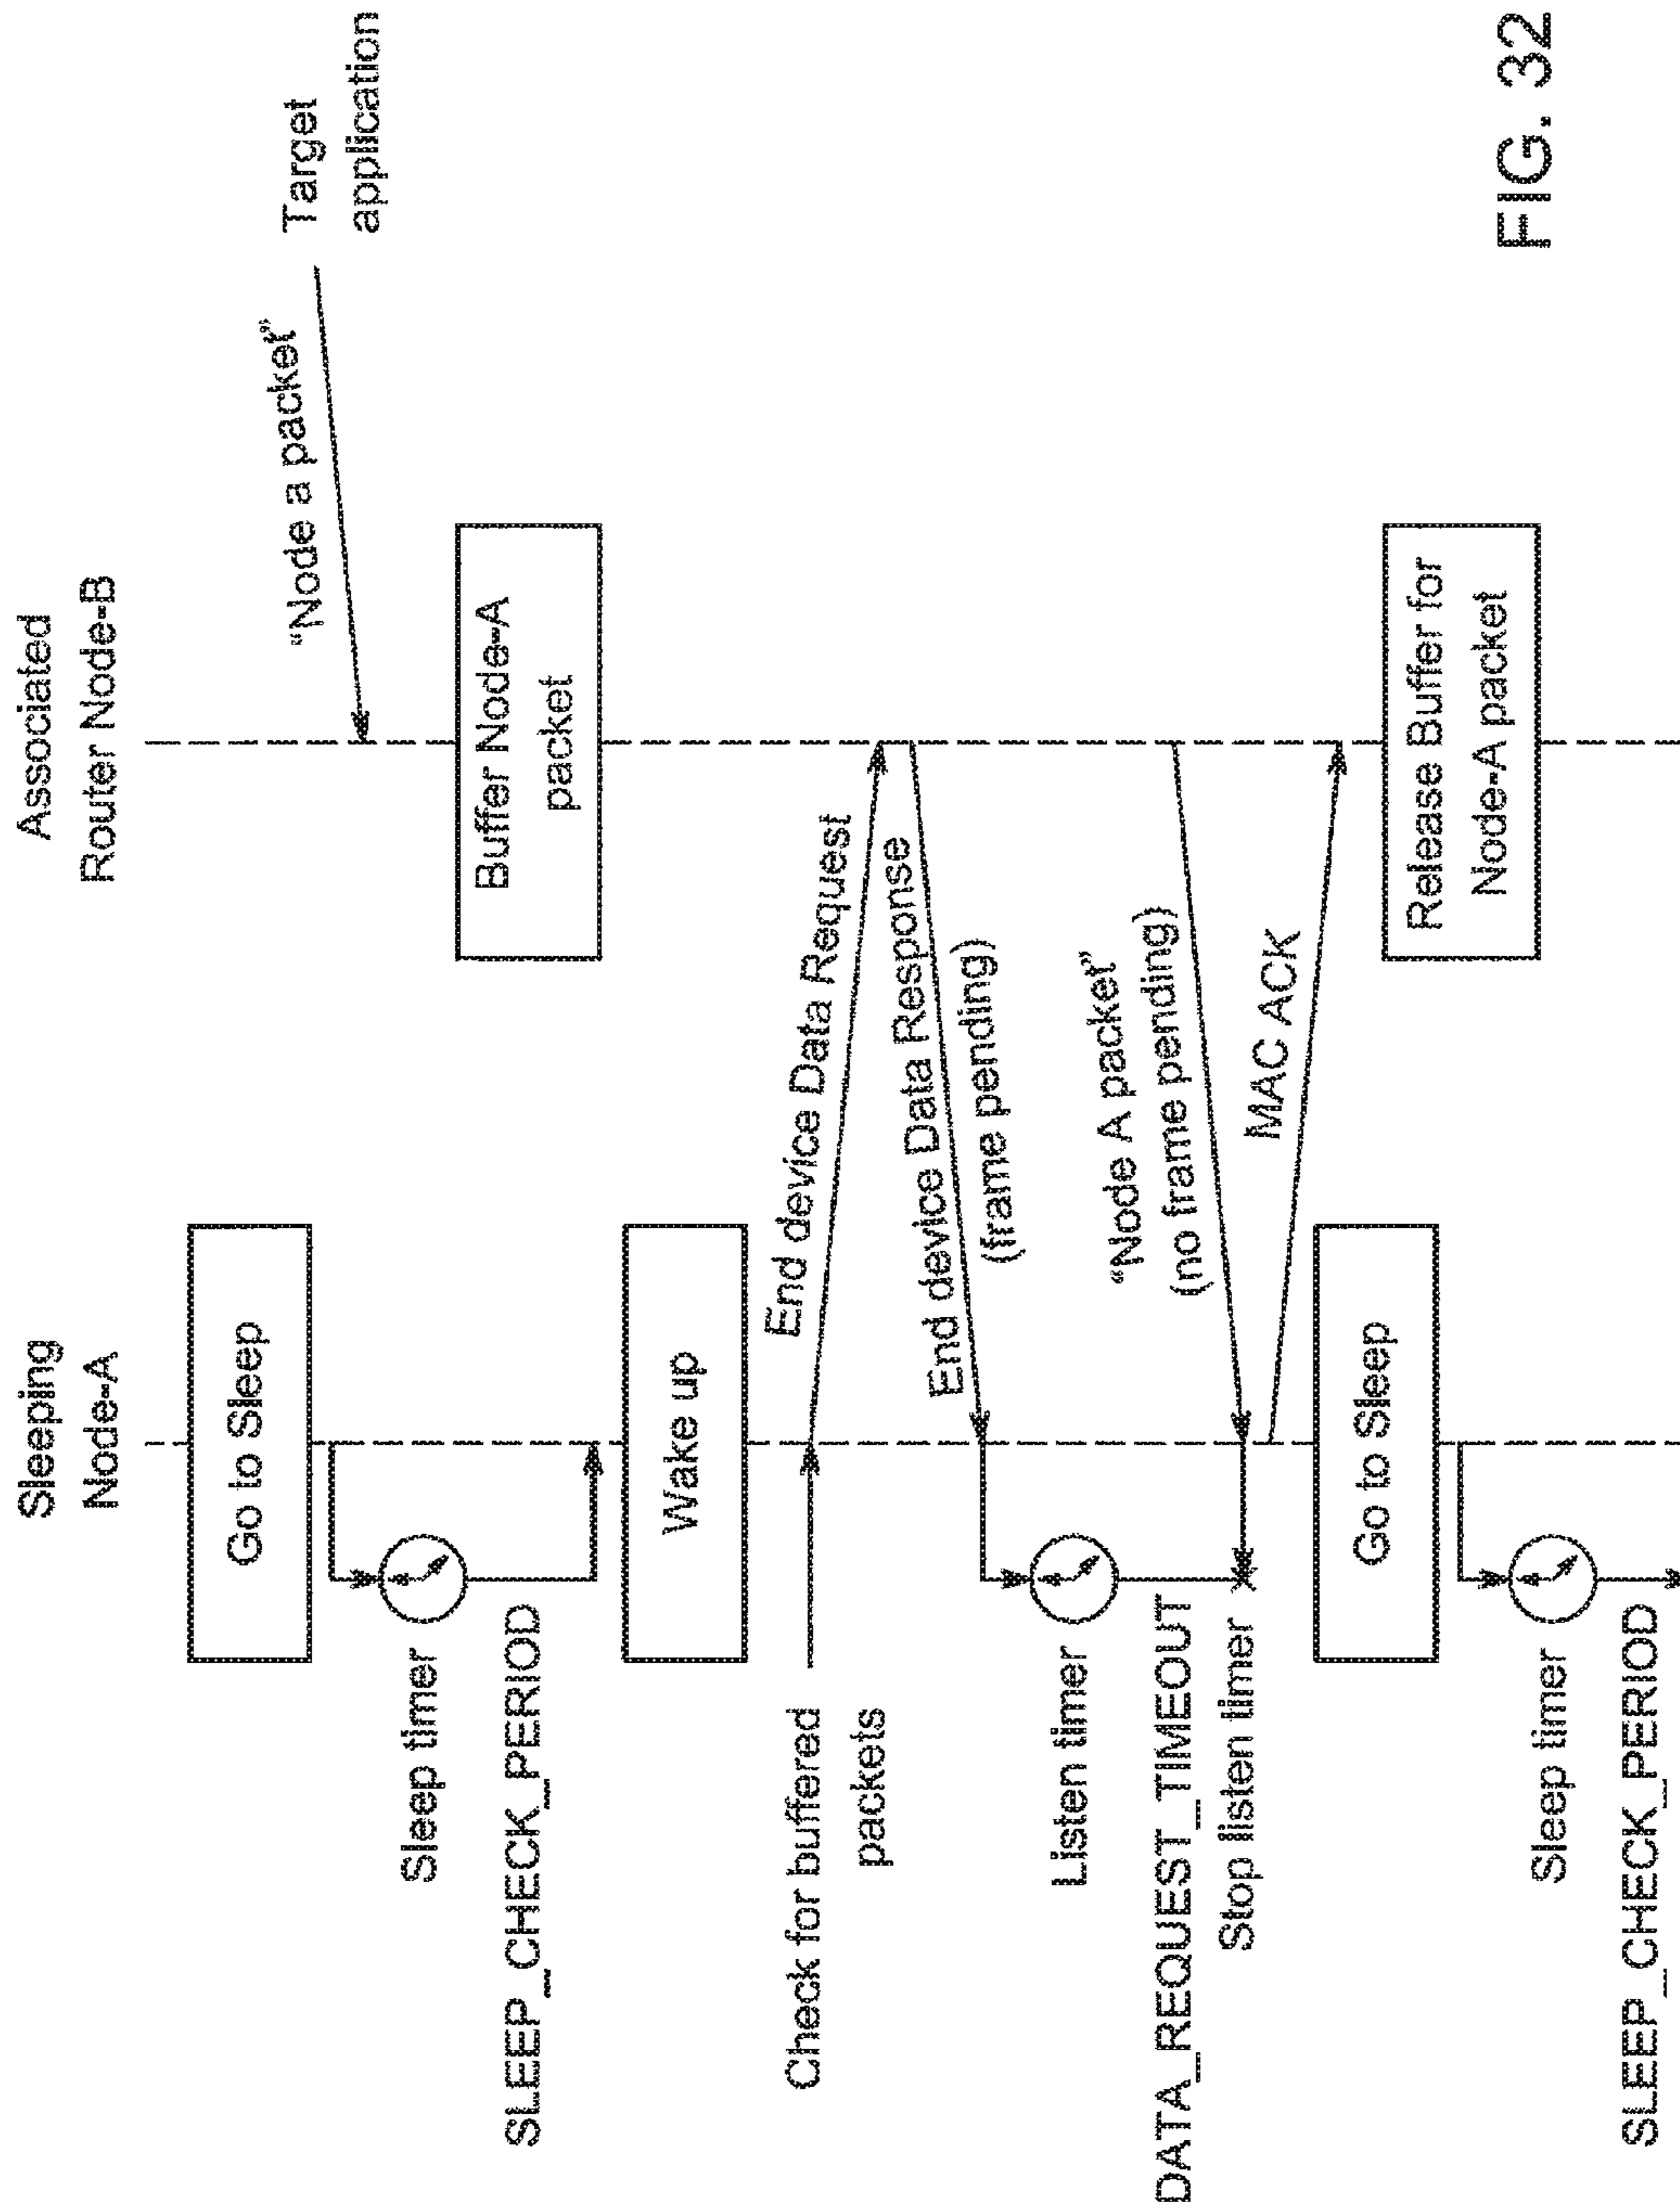 Sleeping
Node-A
Associated
Router Node-B
Go to Sleep
"Node a packet"
Target
application
Sleep timer
SLEEP_CHECK_PERIOD
Buffer Node-A
packet
Wake up
Check for buffered
packets
End device Data Request
End device Data Response
(frame pending)
Listen timer
DATA_REQUEST_TIMEOUT
Stop listen timer
"Node A packet"
(no frame pending)
MAC ACK
Go to Sleep
Release Buffer for
Node-A packet
Sleep timer
SLEEP_CHECK_PERIOD
FIG. 32